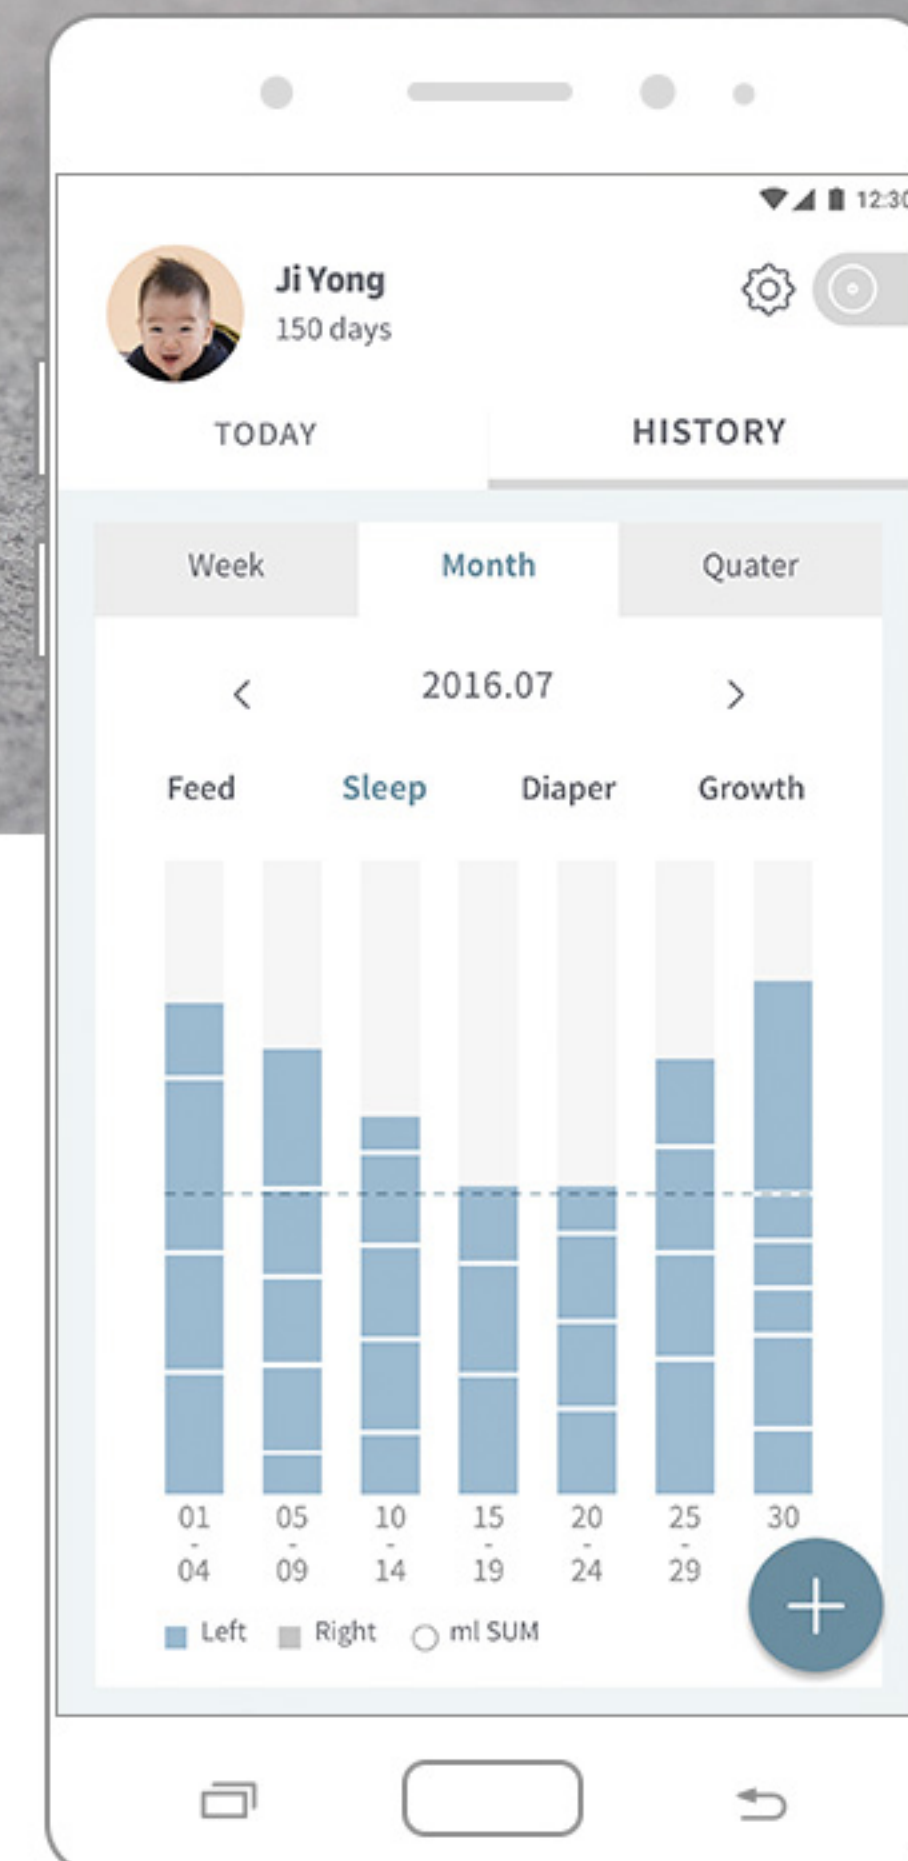 12:30
Ji Yong
150 days
TODAY HISTORY
Week Month Quater
2016.07
Feed Sleep Diaper Growth
01 05 10 15 20 25 30
- - - - - -
04 09 14 19 24 29
Left Right ml SUM